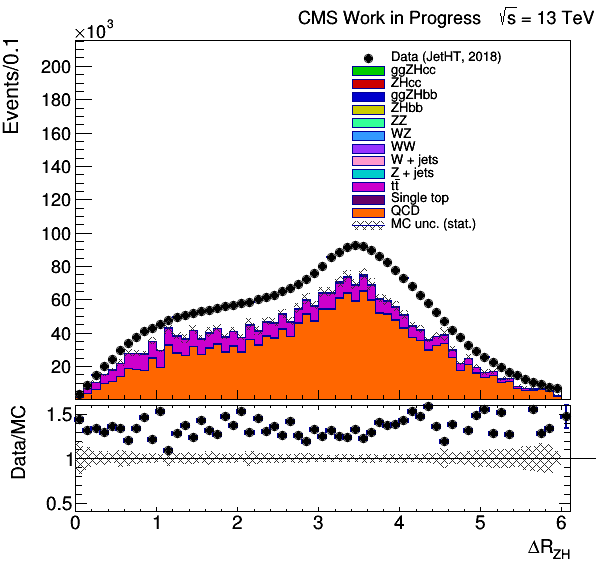 CMS Work in Progress √s = 13 TeV
×10³
Events/0.1
200
180
160
140
120
100
80
60
40
20
Data (JetHT, 2018)
ggZHcc
ZHcc
ggZHbb
ZHbb
ZZ
WZ
WW
W + jets
Z + jets
tt̄
Single top
QCD
MC unc. (stat.)
Data/MC
1.5
1
0.5
0 1 2 3 4 5 6
ΔR_ZH